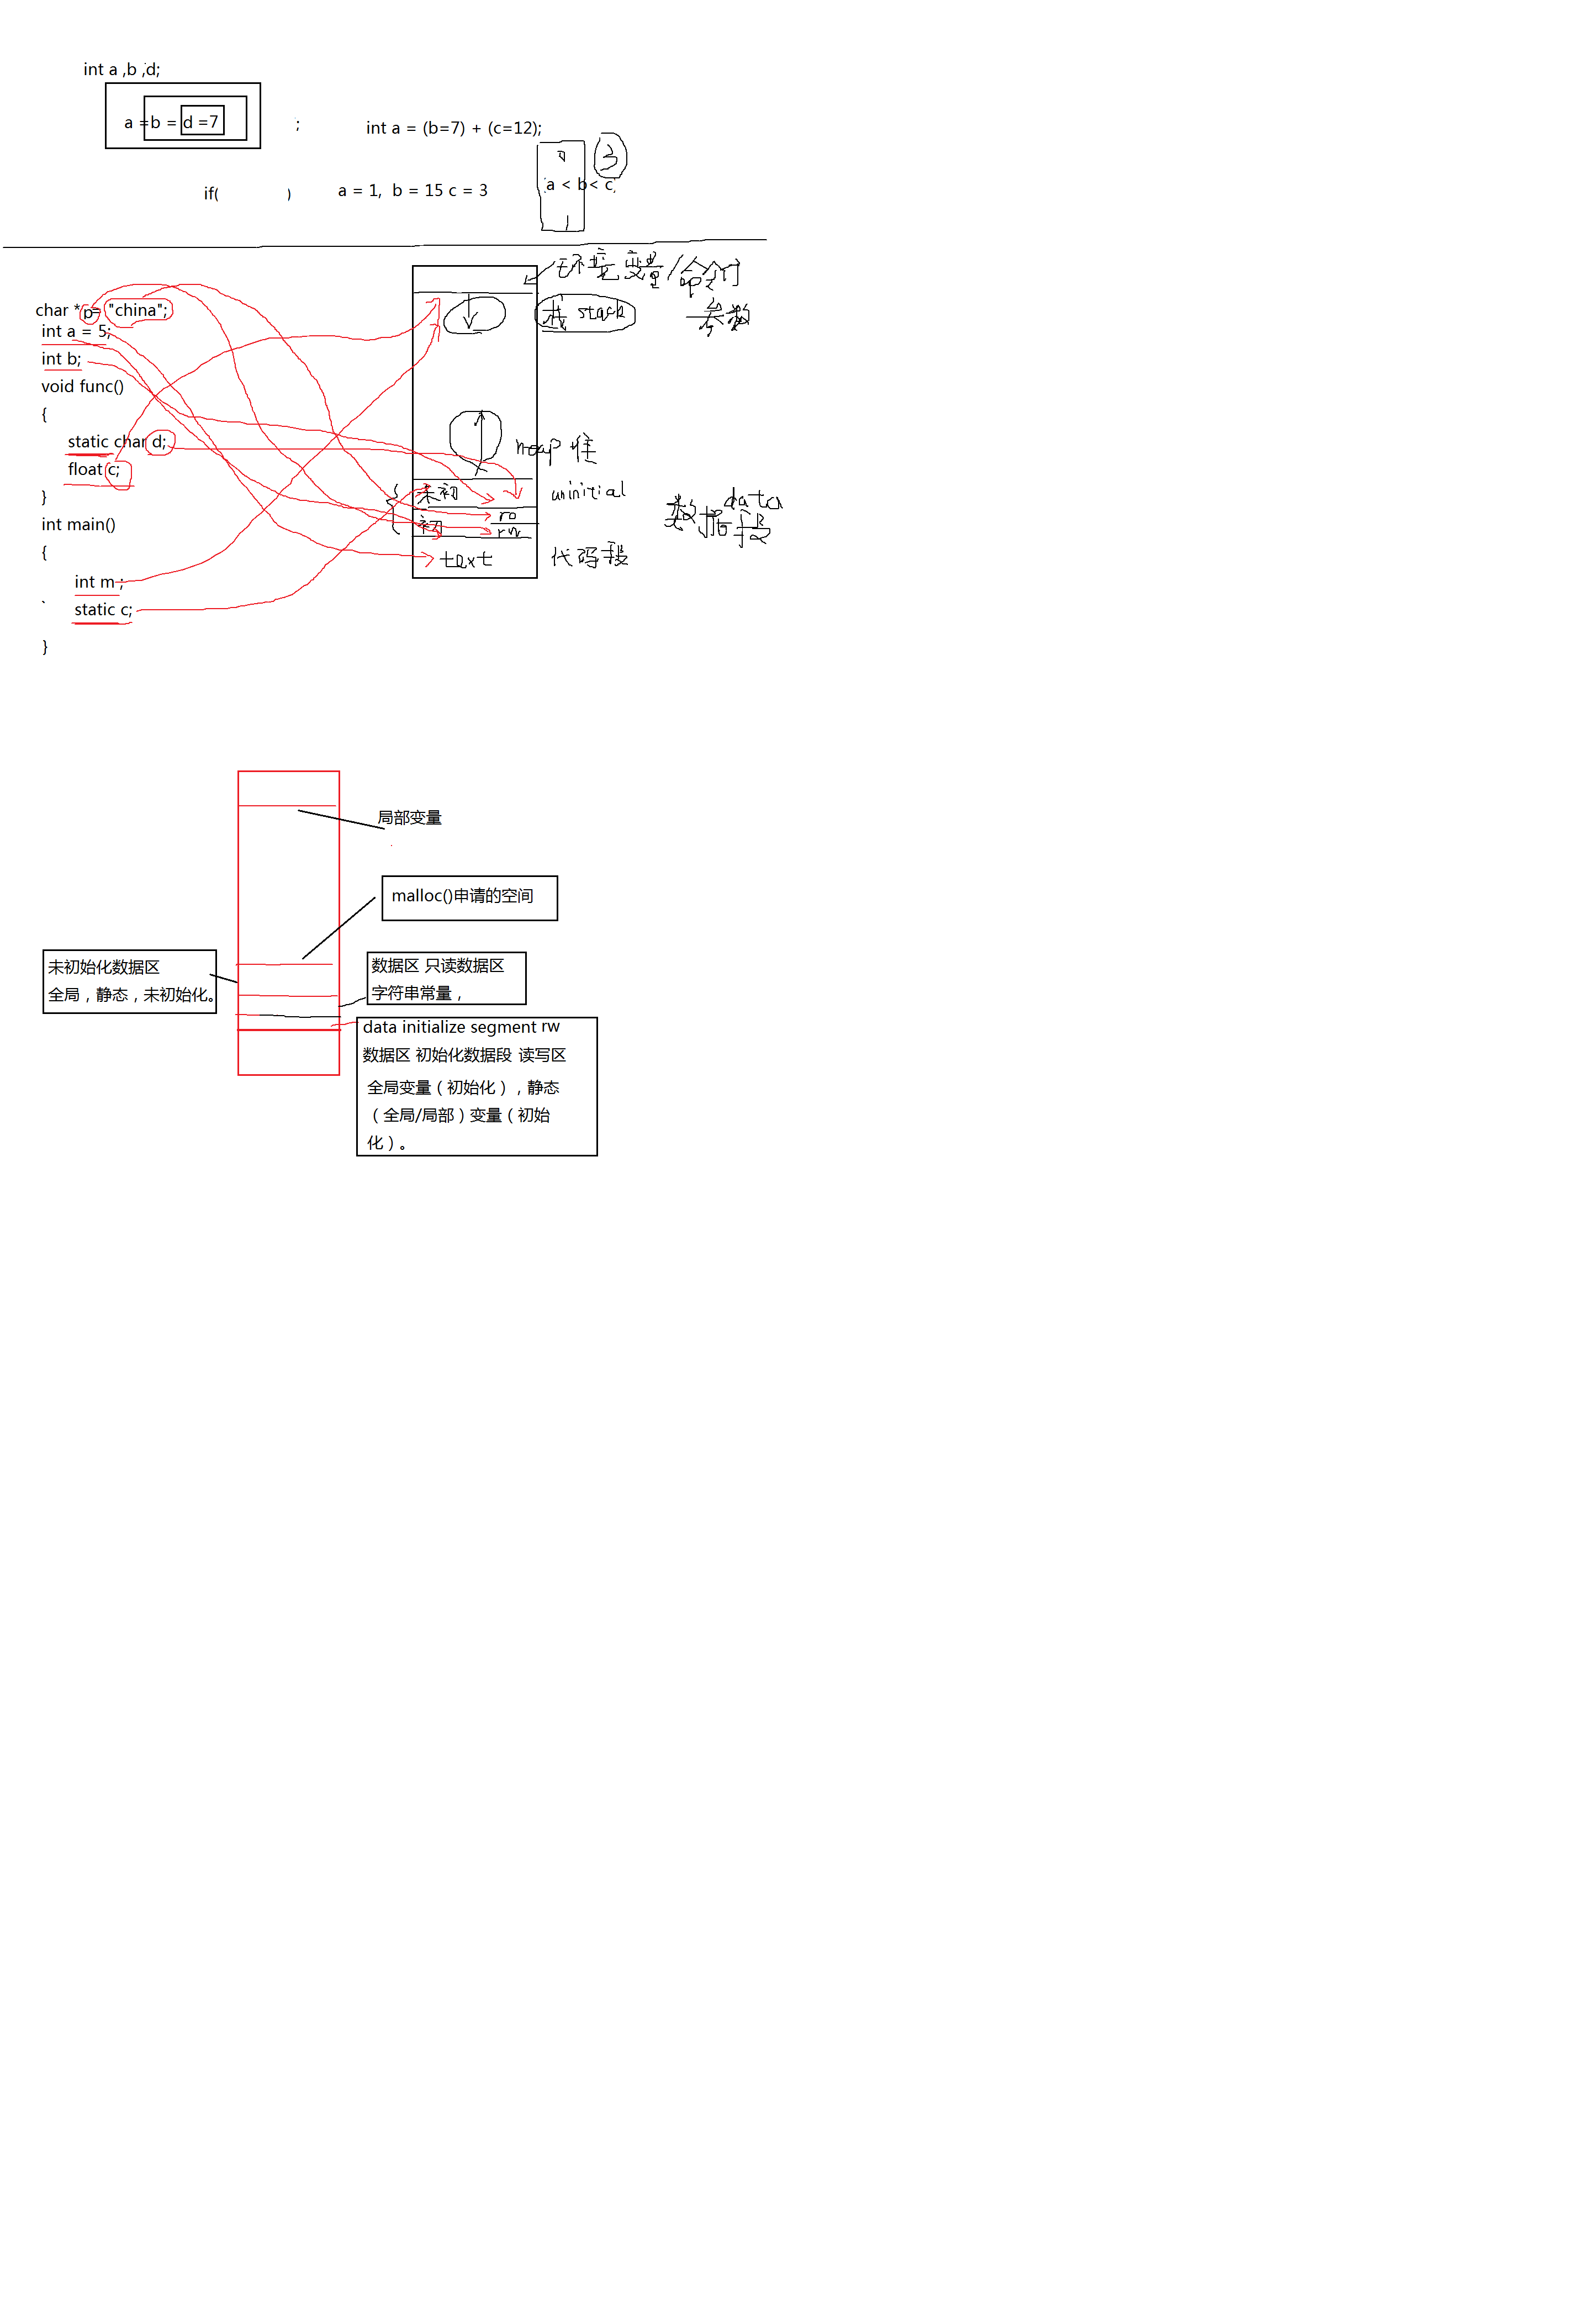 int a ,b ,d;
a =b = d =7 ;
int a = (b=7) + (c=12);
3
if( )
a = 1, b = 15 c = 3
a < b< c
1
环境变量/命令行
参数
char *p= "china";
栈 stack
int a = 5;
int b;
void func()
{
static char d;
heap 堆
float c;
}
未初
uninitial
数据段 data
int main()
初
ro
rw
{
text
代码段
int m ;
` static c;
}
局部变量
malloc()申请的空间
未初始化数据区
全局，静态，未初始化。
数据区 只读数据区
字符串常量，
data initialize segment rw
数据区 初始化数据段 读写区
全局变量（初始化），静态
（全局/局部）变量（初始
化）。